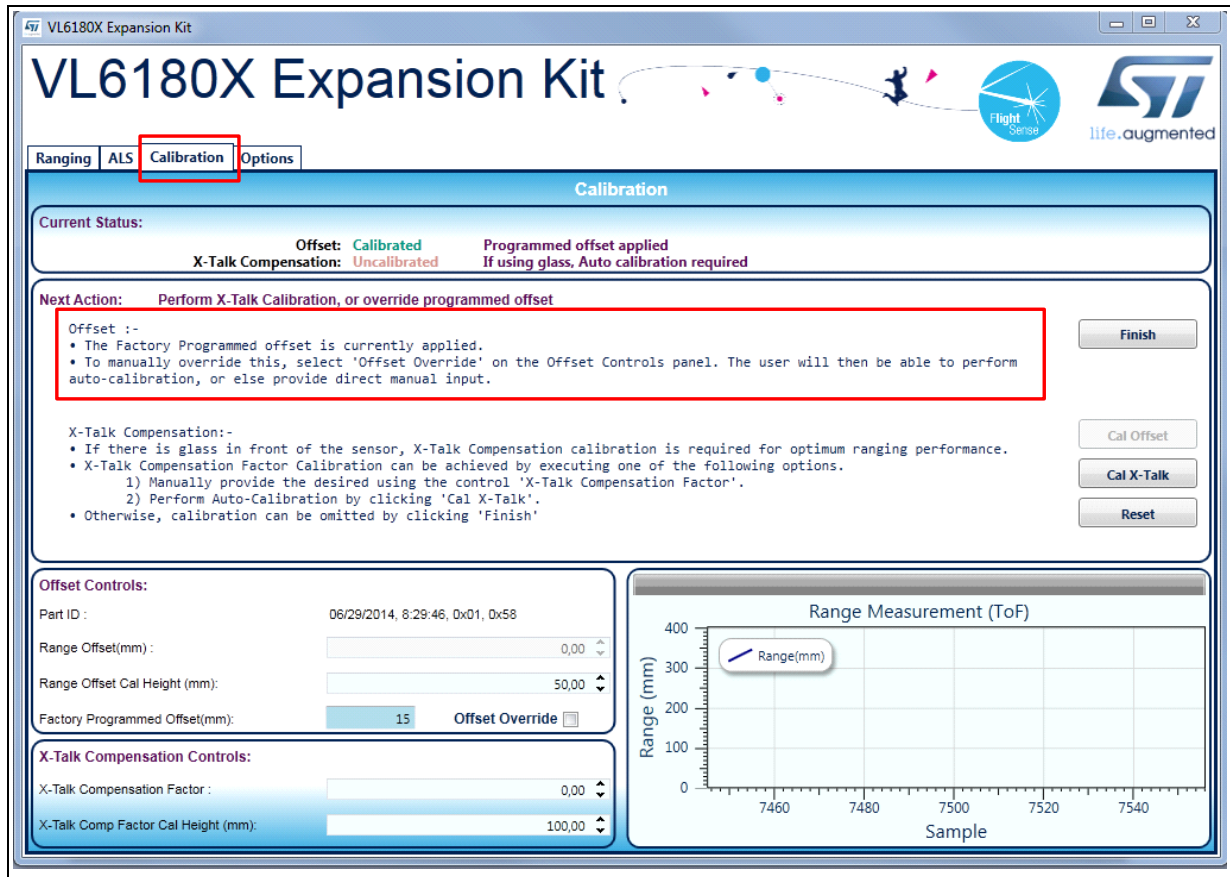 VL6180X Expansion Kit
VL6180X Expansion Kit
Flight
Sense
life.augmented
Ranging ALS Calibration Options
Calibration
Current Status:
Offset: Calibrated Programmed offset applied
X-Talk Compensation: Uncalibrated If using glass, Auto calibration required
Next Action: Perform X-Talk Calibration, or override programmed offset
Offset :-
• The Factory Programmed offset is currently applied.
• To manually override this, select 'Offset Override' on the Offset Controls panel. The user will then be able to perform
auto-calibration, or else provide direct manual input.
Finish
X-Talk Compensation:-
• If there is glass in front of the sensor, X-Talk Compensation calibration is required for optimum ranging performance.
• X-Talk Compensation Factor Calibration can be achieved by executing one of the following options.
1) Manually provide the desired using the control 'X-Talk Compensation Factor'.
2) Perform Auto-Calibration by clicking 'Cal X-Talk'.
• Otherwise, calibration can be omitted by clicking 'Finish'
Cal Offset
Cal X-Talk
Reset
Offset Controls:
Part ID : 06/29/2014, 8:29:46, 0x01, 0x58
Range Offset(mm) : 0,00
Range Offset Cal Height (mm): 50,00
Factory Programmed Offset(mm): 15 Offset Override
X-Talk Compensation Controls:
X-Talk Compensation Factor : 0,00
X-Talk Comp Factor Cal Height (mm): 100,00
Range Measurement (ToF)
Range(mm)
Range (mm)
400
300
200
100
0
7460 7480 7500 7520 7540
Sample